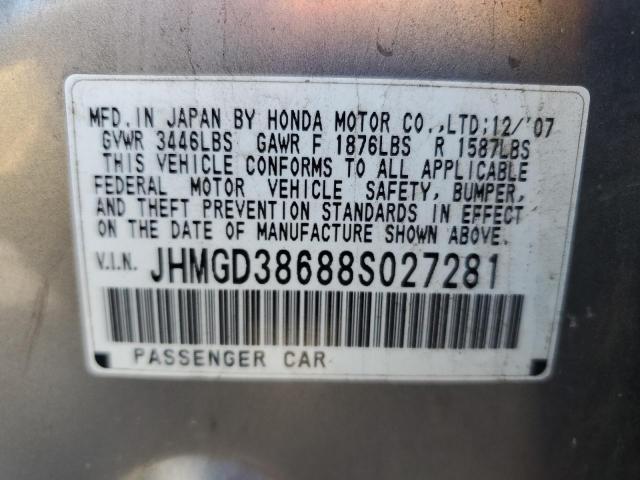 MFD. IN JAPAN BY HONDA MOTOR CO., LTD; 12/'07
GVWR 3446LBS GAWR F 1876LBS R 1587LBS
THIS VEHICLE CONFORMS TO ALL APPLICABLE
FEDERAL MOTOR VEHICLE SAFETY, BUMPER,
AND THEFT PREVENTION STANDARDS IN EFFECT
ON THE DATE OF MANUFACTURE SHOWN ABOVE.
V.I.N. JHMGD38688S027281
PASSENGER CAR